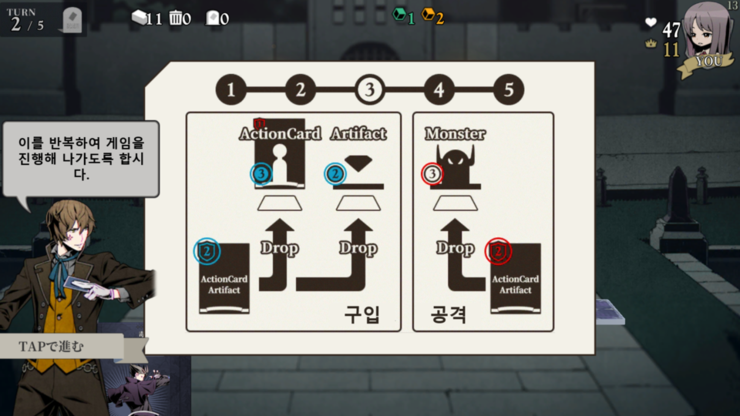 TURN
2 / 5
11 0 0
1 2
13
47
11
YOU
1 2 3 4 5
ActionCard Artifact
3 2
Drop Drop
2
ActionCard
Artifact
구입
Monster
3
Drop
2
ActionCard
Artifact
공격
이를 반복하여 게임을
진행해 나가도록 합시
다.
TAPで進む